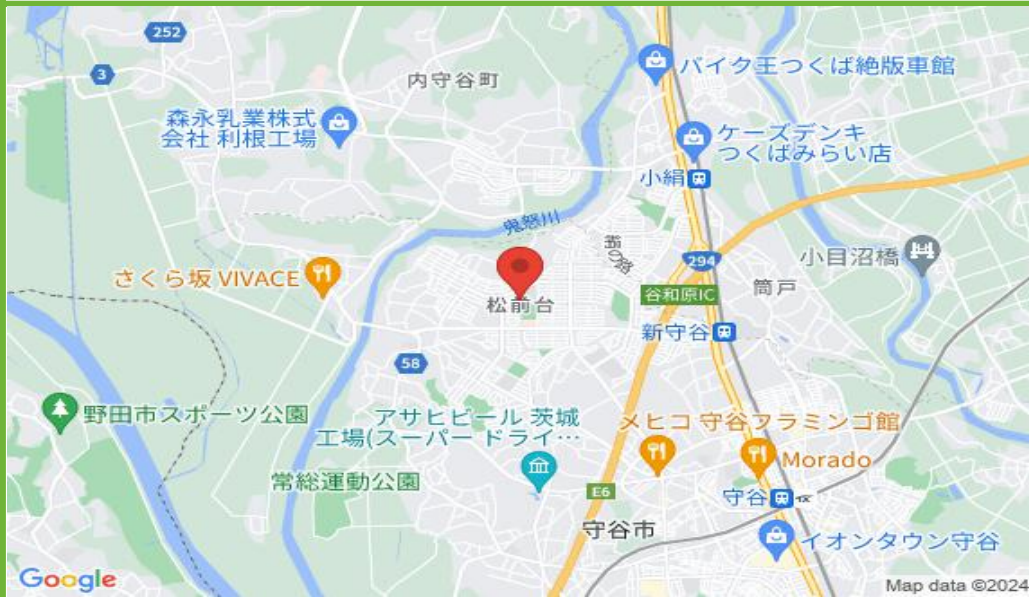 252
3
内守谷町
バイク王つくば絶版車館
森永乳業株式
会社 利根工場
ケーズデンキ
つくばみらい店
小絹
鬼怒川
さくら坂 VIVACE
松前台
294
小目沼橋
谷和原IC
筒戸
新守谷
58
野田市スポーツ公園
アサヒビール 茨城
工場(スーパー ドライ…
メヒコ 守谷フラミンゴ館
Morado
常総運動公園
E6
守谷
守谷市
イオンタウン守谷
Google
Map data ©2024